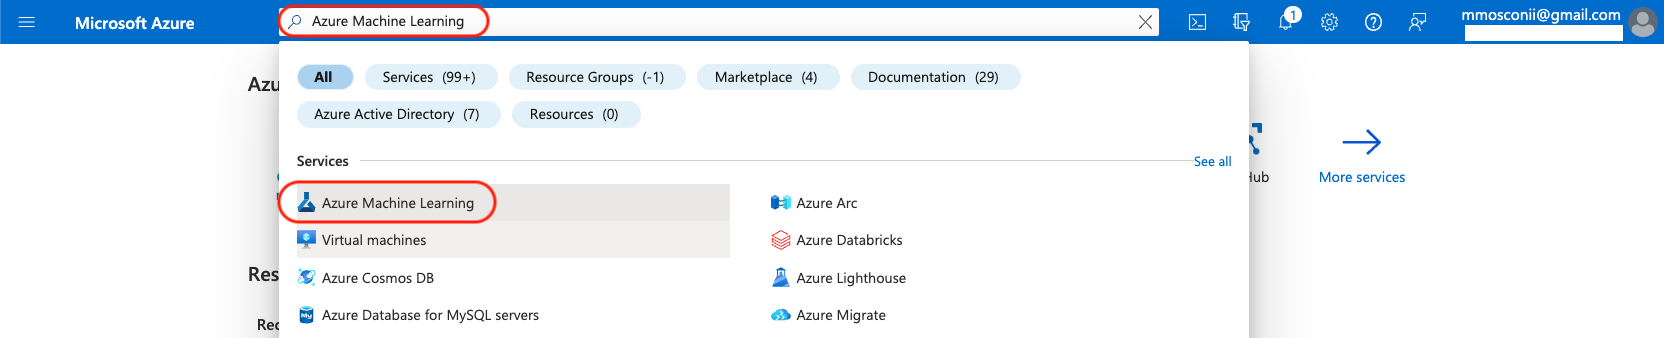 Microsoft Azure
Azure Machine Learning
1
mmosconii@gmail.com
Azu
All
Services (99+)
Resource Groups (-1)
Marketplace (4)
Documentation (29)
Azure Active Directory (7)
Resources (0)
Services
See all
Azure Machine Learning
Azure Arc
Virtual machines
Azure Databricks
Azure Cosmos DB
Azure Lighthouse
Azure Database for MySQL servers
Azure Migrate
Hub
More services
Res
Rec